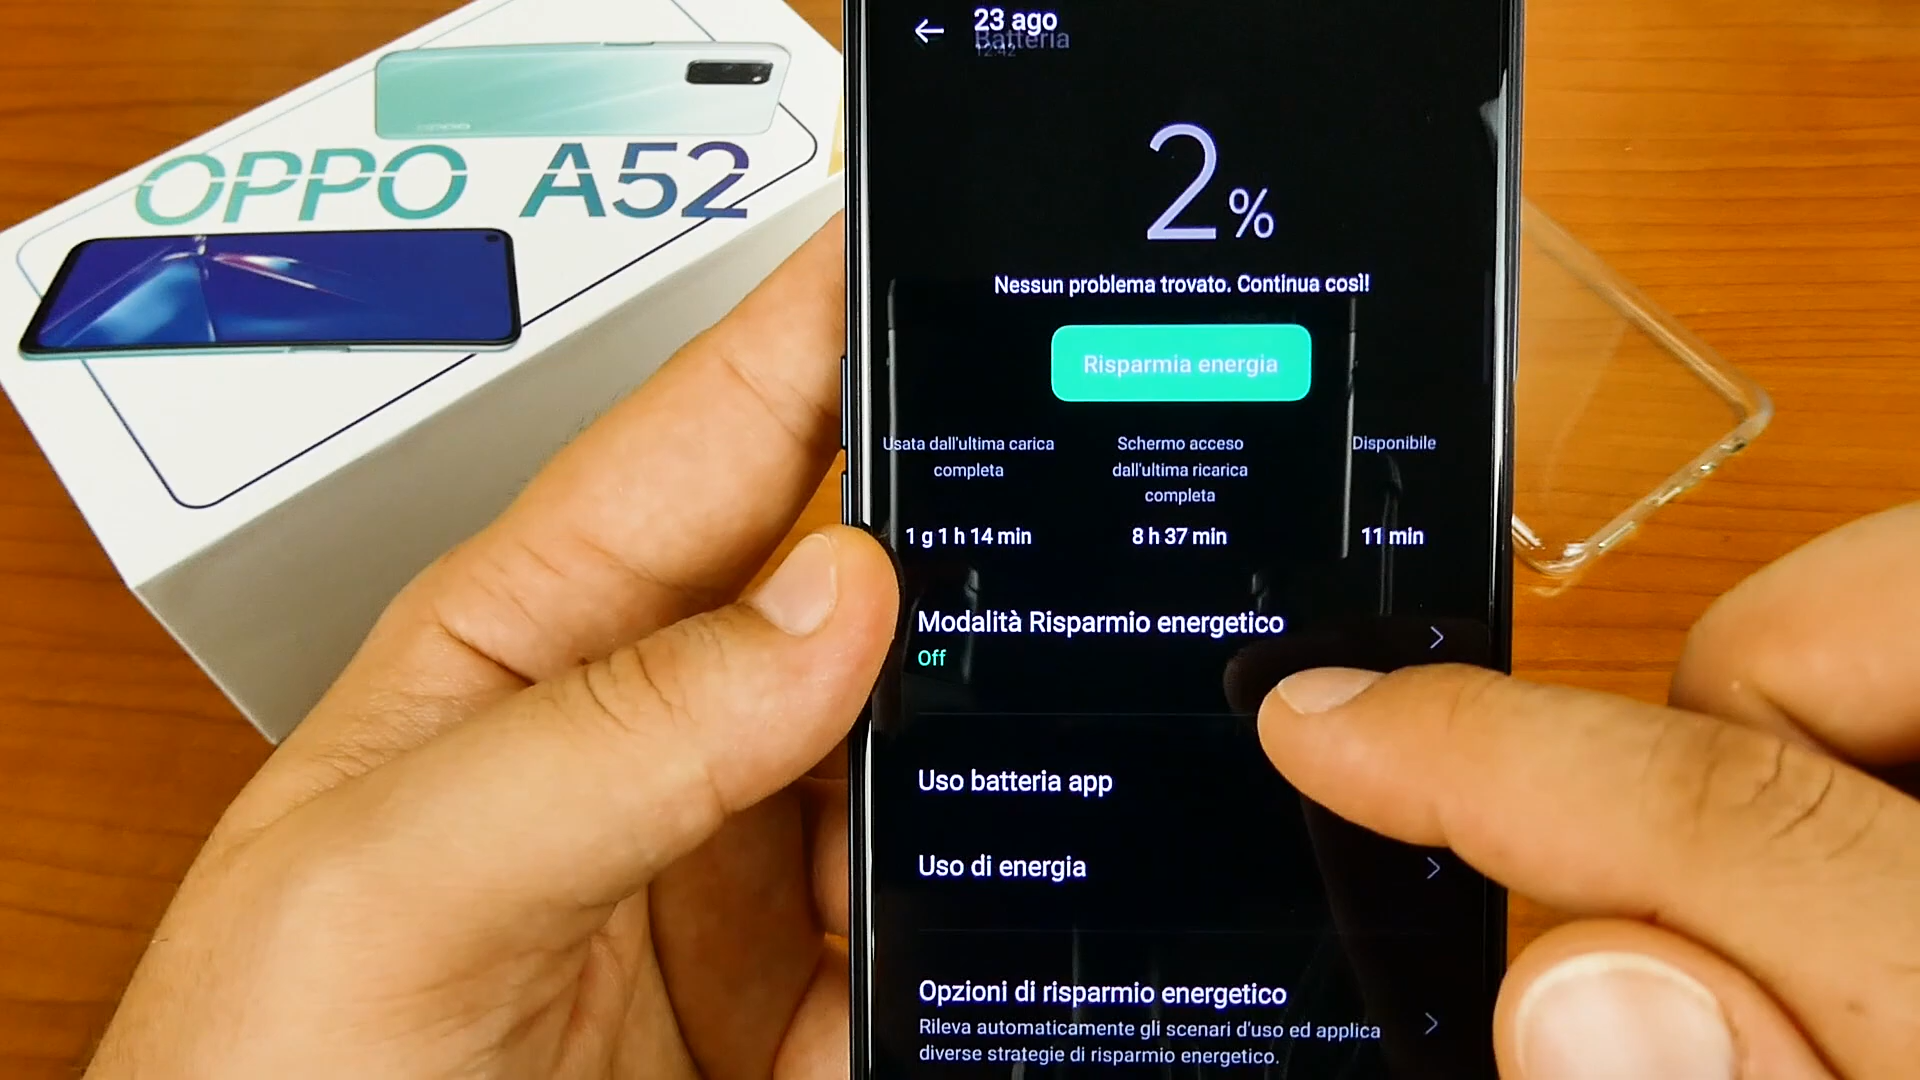 OPPO A52
23 ago
Batteria
12:42
2%
Nessun problema trovato. Continua così!
Risparmia energia
Usata dall'ultima carica
completa
1 g 1 h 14 min
Schermo acceso
dall'ultima ricarica
completa
8 h 37 min
Disponibile
11 min
Modalità Risparmio energetico
Off
Uso batteria app
Uso di energia
Opzioni di risparmio energetico
Rileva automaticamente gli scenari d'uso ed applica
diverse strategie di risparmio energetico.